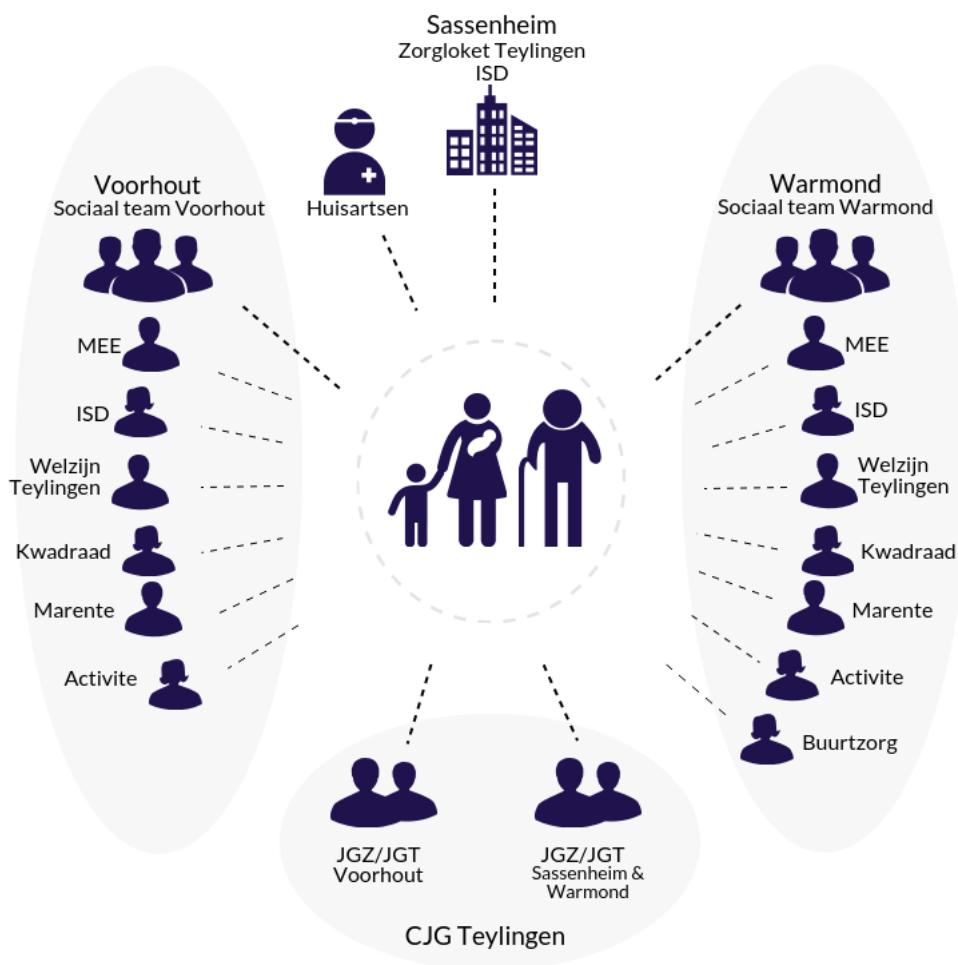 Sassenheim
Zorgloket Teylingen
ISD
Huisartsen
Voorhout
Sociaal team Voorhout
MEE
ISD
Welzijn
Teylingen
Kwadraad
Marente
Activite
Warmond
Sociaal team Warmond
MEE
ISD
Welzijn
Teylingen
Kwadraad
Marente
Activite
Buurtzorg
JGZ/JGT
Voorhout
JGZ/JGT
Sassenheim &
Warmond
CJG Teylingen